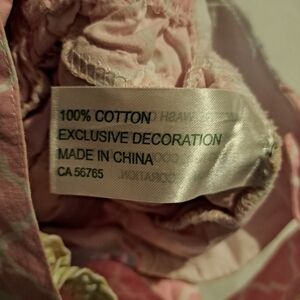 100% COTTON
EXCLUSIVE DECORATION
MADE IN CHINA
CA 56765